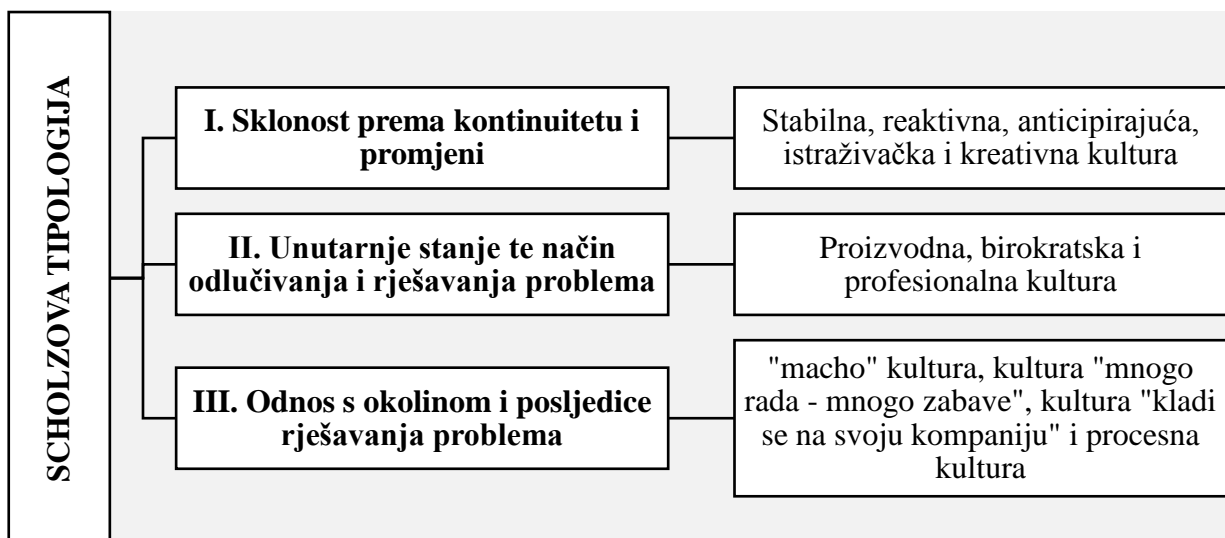 SCHOLZOVA TIPOLOGIJA
I. Sklonost prema kontinuitetu i
promjeni
Stabilna, reaktivna, anticipirajuća,
istraživačka i kreativna kultura
II. Unutarnje stanje te način
odlučivanja i rješavanja problema
Proizvodna, birokratska i
profesionalna kultura
III. Odnos s okolinom i posljedice
rješavanja problema
"macho" kultura, kultura "mnogo
rada - mnogo zabave", kultura "kladi
se na svoju kompaniju" i procesna
kultura